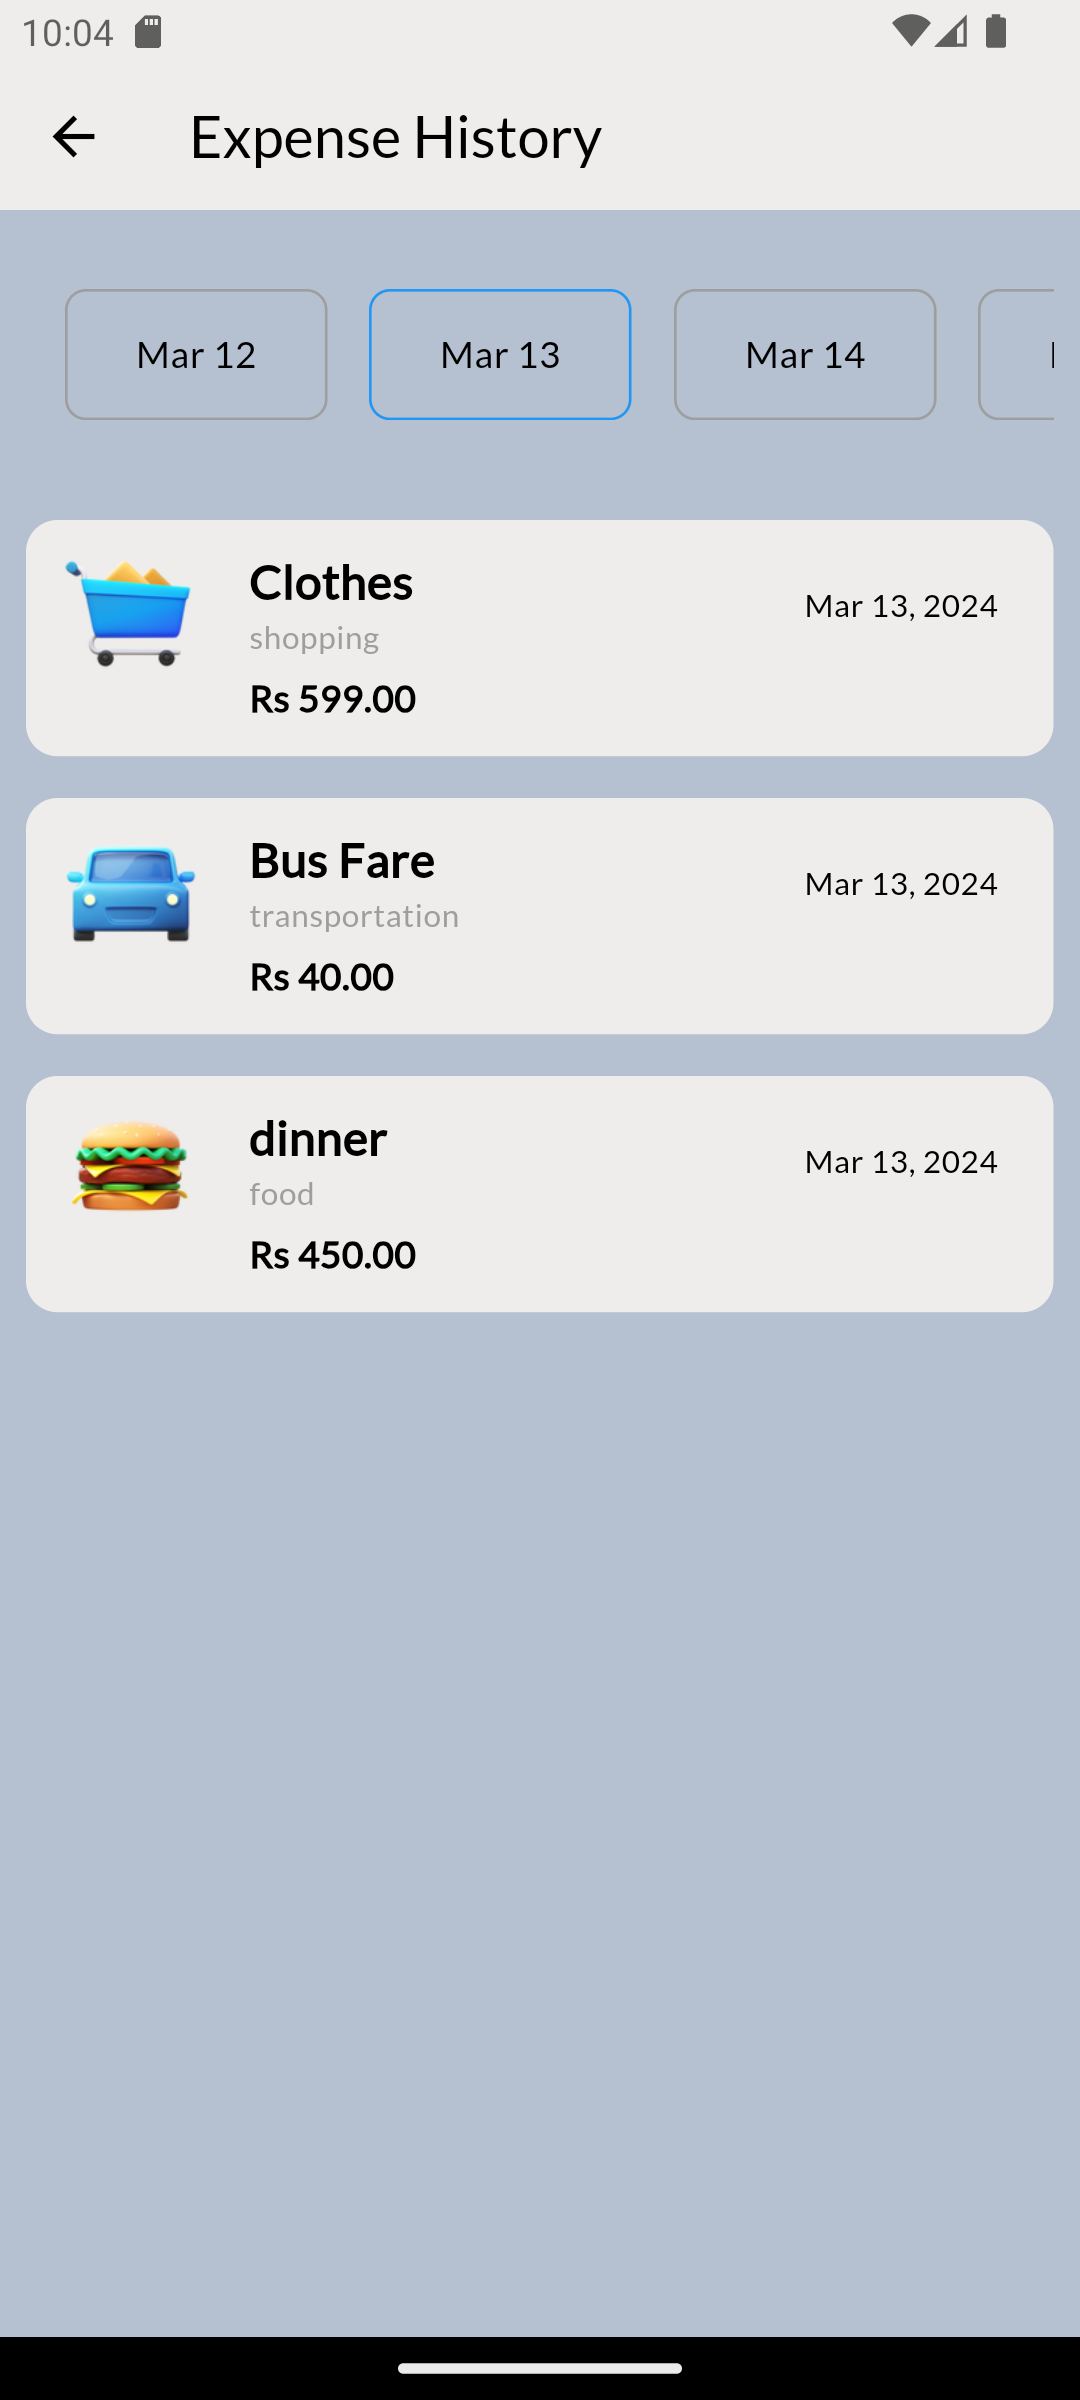 10:04
Expense History
Mar 12 Mar 13 Mar 14
Clothes
Mar 13, 2024
shopping
Rs 599.00
Bus Fare
Mar 13, 2024
transportation
Rs 40.00
dinner
Mar 13, 2024
food
Rs 450.00